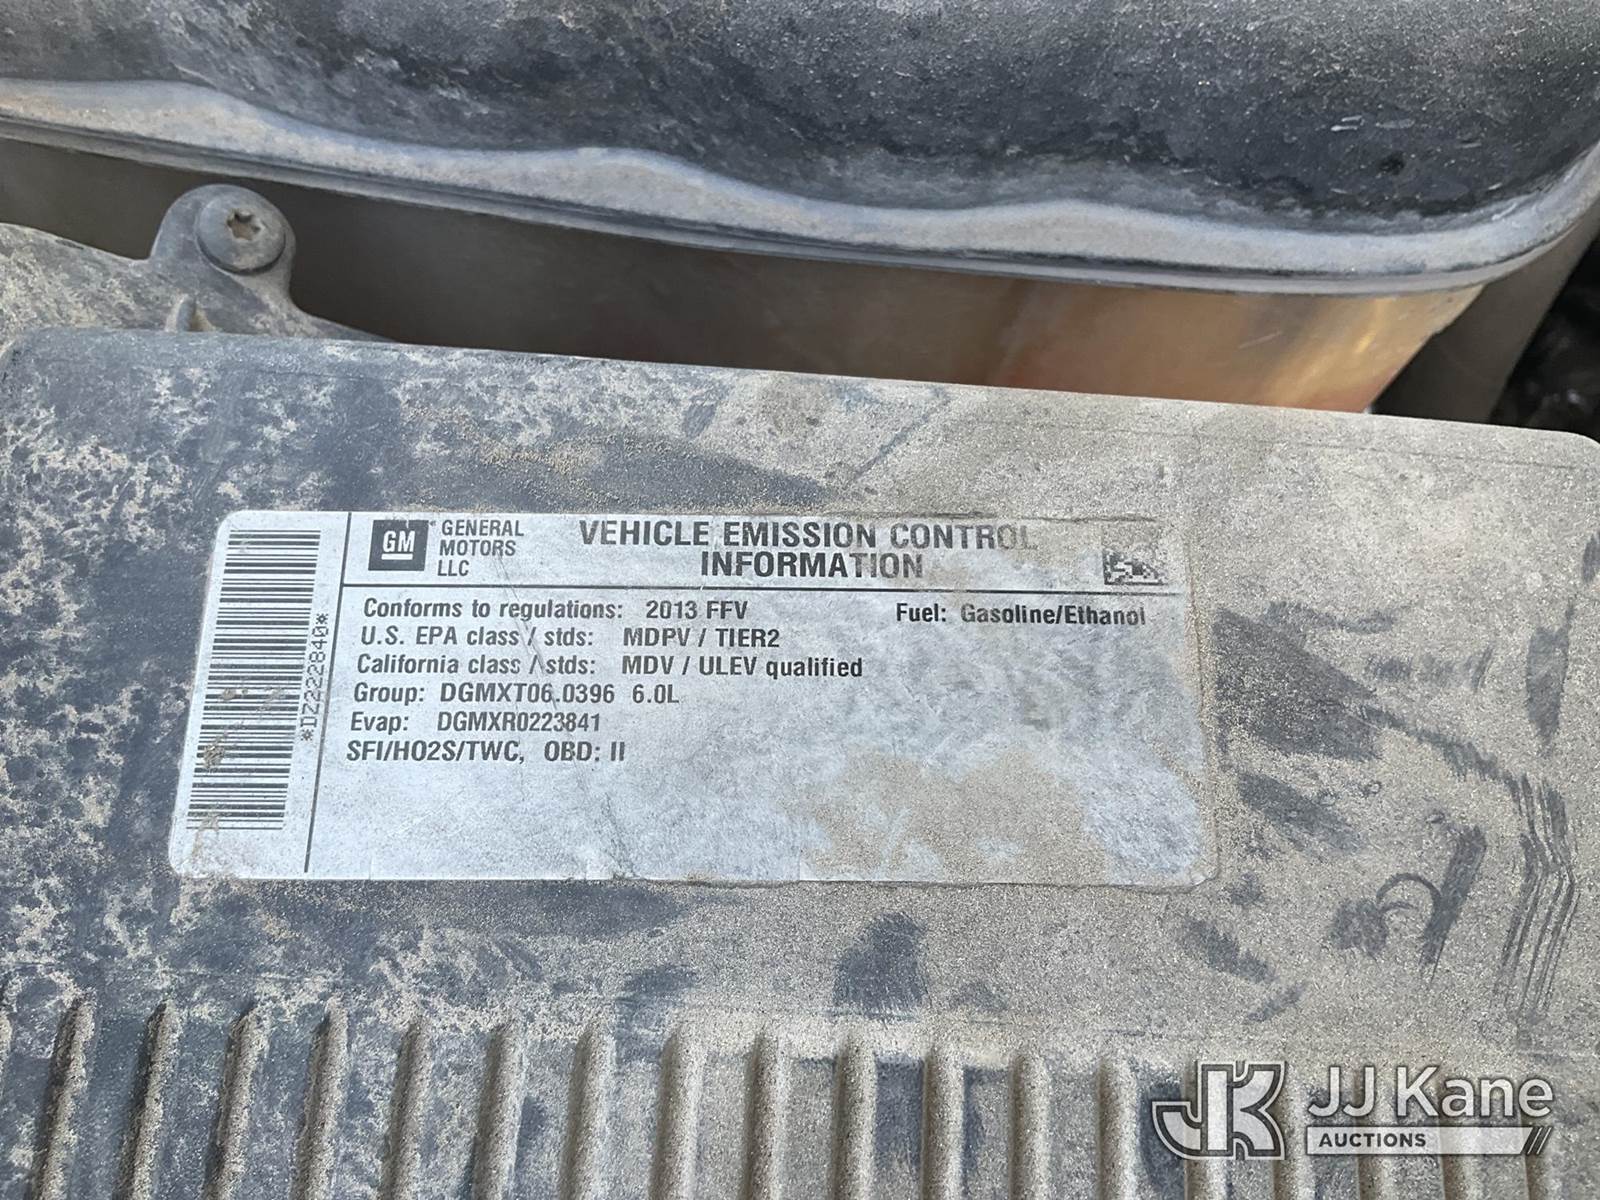 GM
GENERAL
MOTORS
LLC
VEHICLE EMISSION CONTROL
INFORMATION
Conforms to regulations: 2013 FFV Fuel: Gasoline/Ethanol
U.S. EPA class / stds: MDPV / TIER2
California class / stds: MDV / ULEV qualified
Group: DGMXT06.0396 6.0L
Evap: DGMXR0223841
SFI/HO2S/TWC, OBD: II
*DZ2222840*
JK
JJ Kane
AUCTIONS